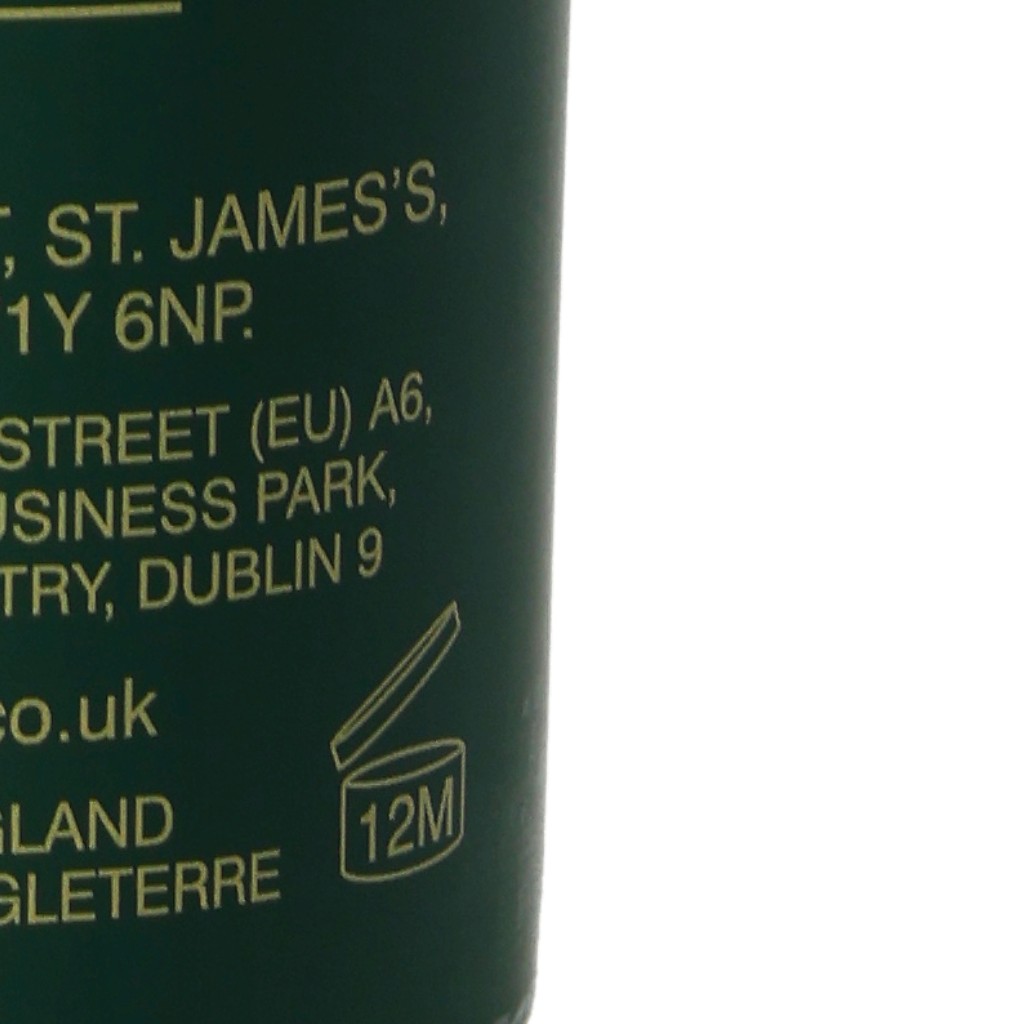 , ST. JAMES'S,
1Y 6NP.
STREET (EU) A6,
USINESS PARK,
TRY, DUBLIN 9
co.uk
GLAND
GLETERRE
12M